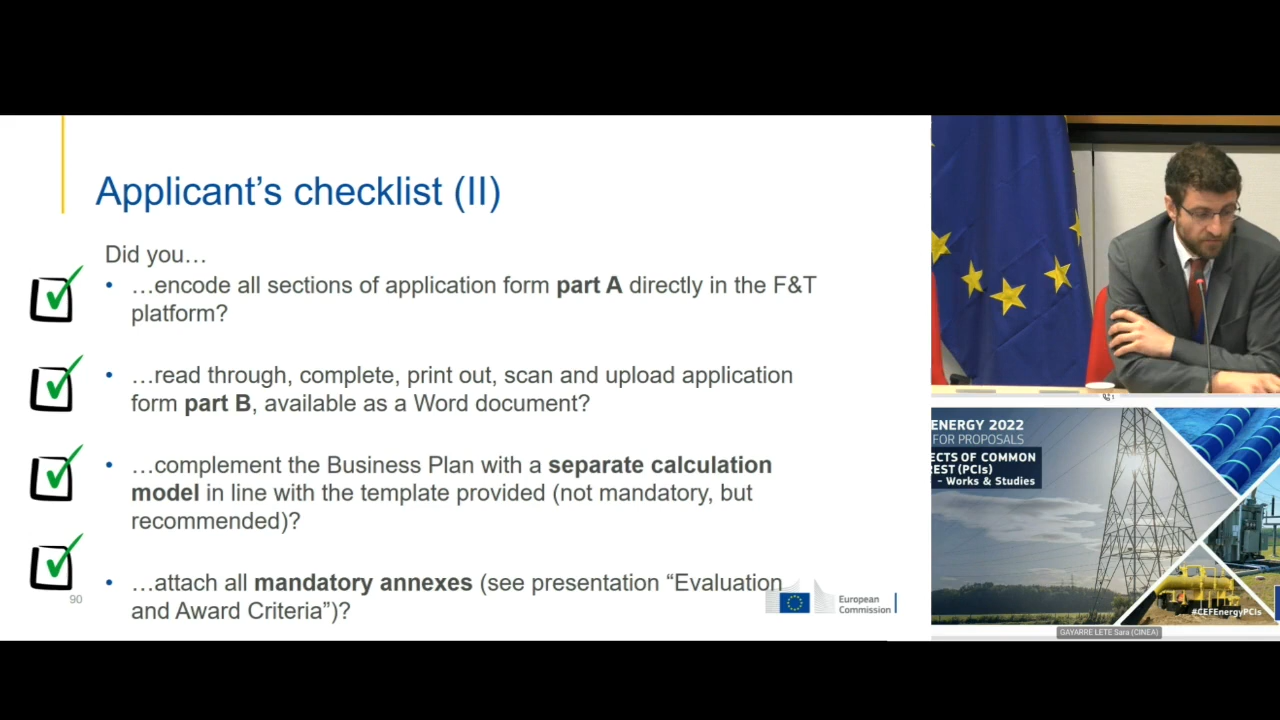 Applicant’s checklist (II)
Did you…
• …encode all sections of application form part A directly in the F&T
platform?
• …read through, complete, print out, scan and upload application
form part B, available as a Word document?
• …complement the Business Plan with a separate calculation
model in line with the template provided (not mandatory, but
recommended)?
• …attach all mandatory annexes (see presentation “Evaluation
and Award Criteria”)?
90
European
Commission
ENERGY 2022
FOR PROPOSALS
ECTS OF COMMON
REST (PCIs)
- Works & Studies
#CEFEnergyPCIs
GAYARRE LETE Sara (CINEA)